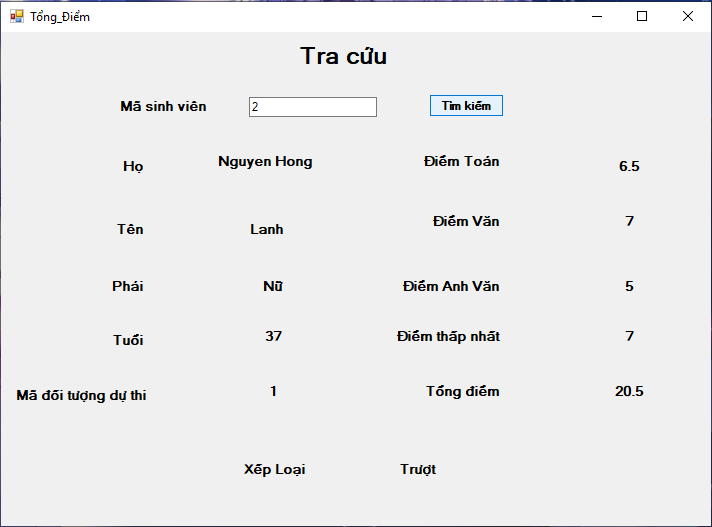 Tổng_Điểm
Tra cứu
Mã sinh viên 2 Tìm kiếm
Họ Nguyen Hong Điểm Toán 6.5
Tên Lanh Điểm Văn 7
Phái Nữ Điểm Anh Văn 5
Tuổi 37 Điểm thấp nhất 7
Mã đối tượng dự thi 1 Tổng điểm 20.5
Xếp Loại Trượt